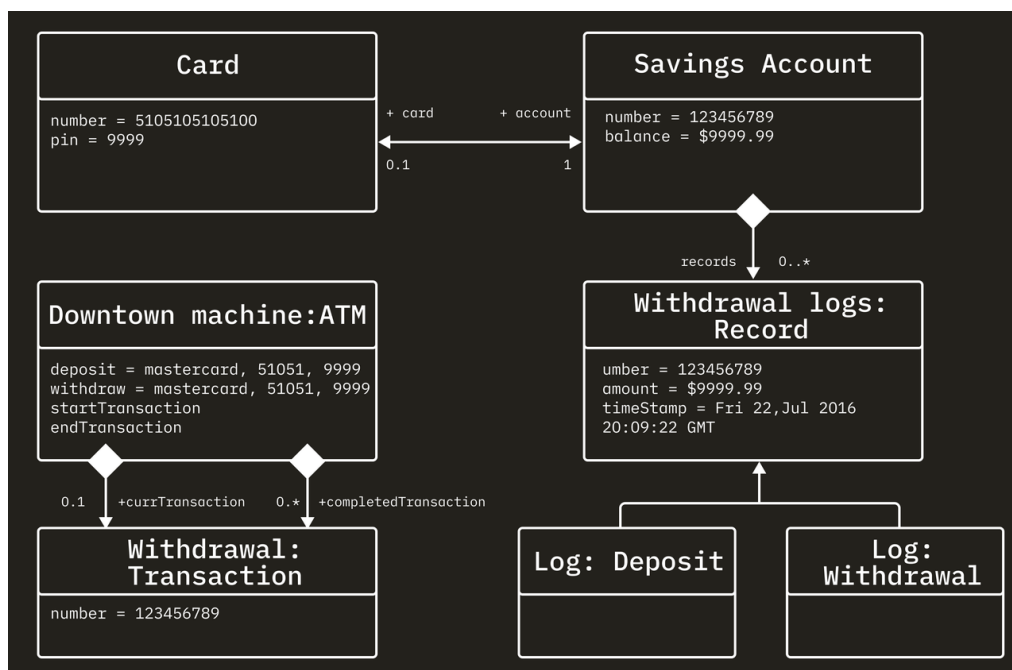 Card
number = 5105105105100
pin = 9999
+ card
+ account
0.1
1
Savings Account
number = 123456789
balance = $9999.99
records
0..*
Downtown machine:ATM
deposit = mastercard, 51051, 9999
withdraw = mastercard, 51051, 9999
startTransaction
endTransaction
Withdrawal logs:
Record
umber = 123456789
amount = $9999.99
timeStamp = Fri 22,Jul 2016
20:09:22 GMT
0.1
+currTransaction
0.*
+completedTransaction
Withdrawal:
Transaction
number = 123456789
Log: Deposit
Log:
Withdrawal